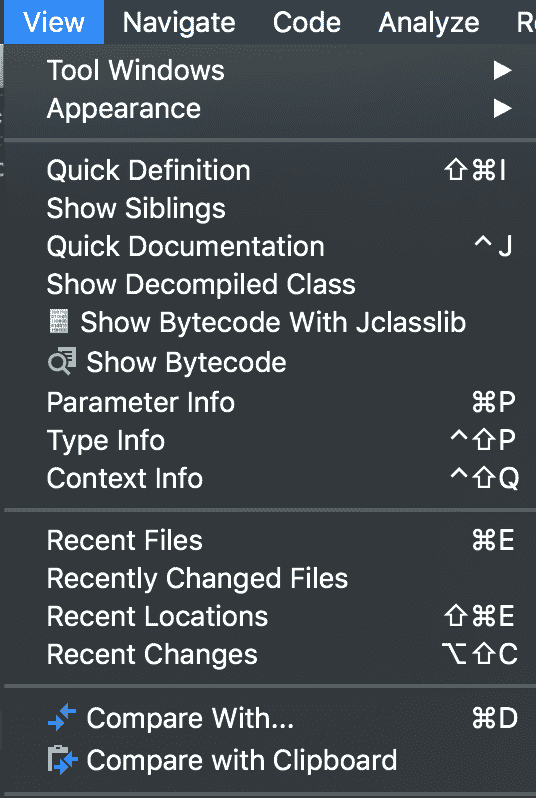 View Navigate Code Analyze
Tool Windows ▶
Appearance ▶
Quick Definition ⇧⌘I
Show Siblings
Quick Documentation ^J
Show Decompiled Class
Show Bytecode With Jclasslib
Show Bytecode
Parameter Info ⌘P
Type Info ^⇧P
Context Info ^⇧Q
Recent Files ⌘E
Recently Changed Files
Recent Locations ⇧⌘E
Recent Changes ⌥⇧C
Compare With... ⌘D
Compare with Clipboard